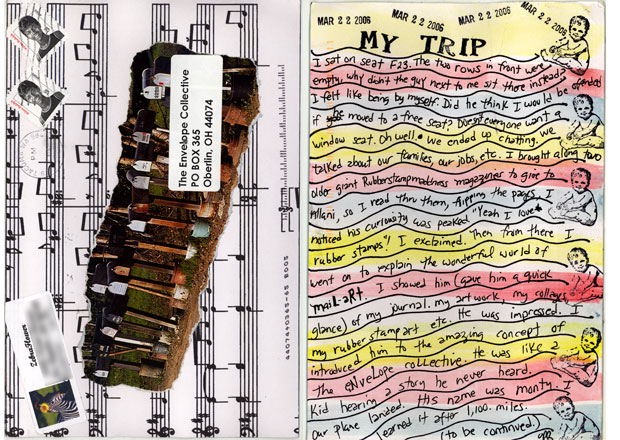 The Envelope Collective
PO BOX 365
Oberlin, OH 44074
44074+0365-65 B005
PM
MAR 2 2 2006
MAR 2 2 2006
MAR 2 2 2006
MAR 2 2 2006
MY TRIP
I sat on seat F23. The two rows in front were
empty, why didn't the guy next to me sit there instead?
I felt like being by myself. Did he think I would be offended
if moved to a free seat? Doesn't everyone want a
window seat. Oh well. We ended up chatting. We
talked about our families, our jobs, etc. I brought along two
older giant Rubberstampmadness magazines to give to
Milani, so I read thru them, flipping the pages. I
noticed his curiosity was peaked "Yeah I love
rubber stamps"! I exclaimed. Then from there I
went on to explain the wonderful world of
maiL-aRt. I showed him (gave him a quick
glance) of my journal. my artwork, my collages
my rubber stamp art etc. He was impressed. I
introduced him to the amazing concept of
the eNVeLope collective. He was like a
kid hearing a story he never heard.
Our plane landed. His name was monty. I
learned it after 1,100 miles.
(to be continued)